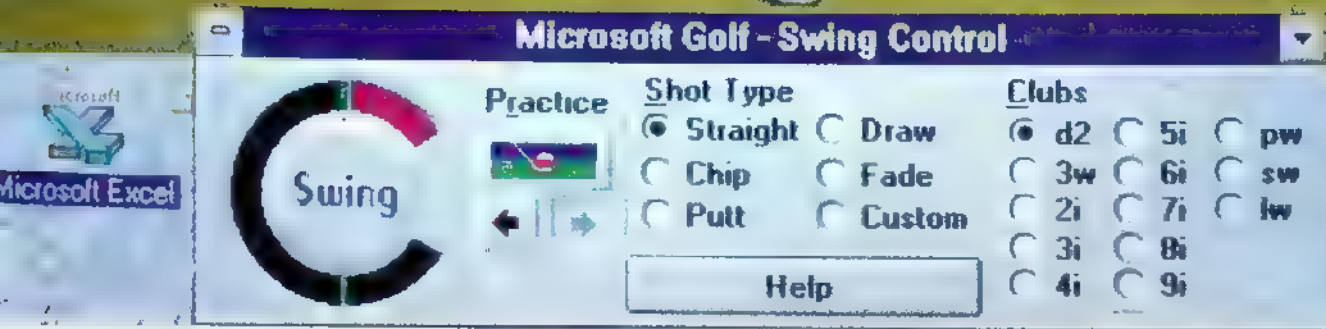 Microsoft Golf - Swing Control
Microsoft Excel
Swing
Practice
Shot Type
Straight
Draw
Chip
Fade
Putt
Custom
Help
Clubs
d2 5i pw
3w 6i sw
2i 7i lw
3i 8i
4i 9i